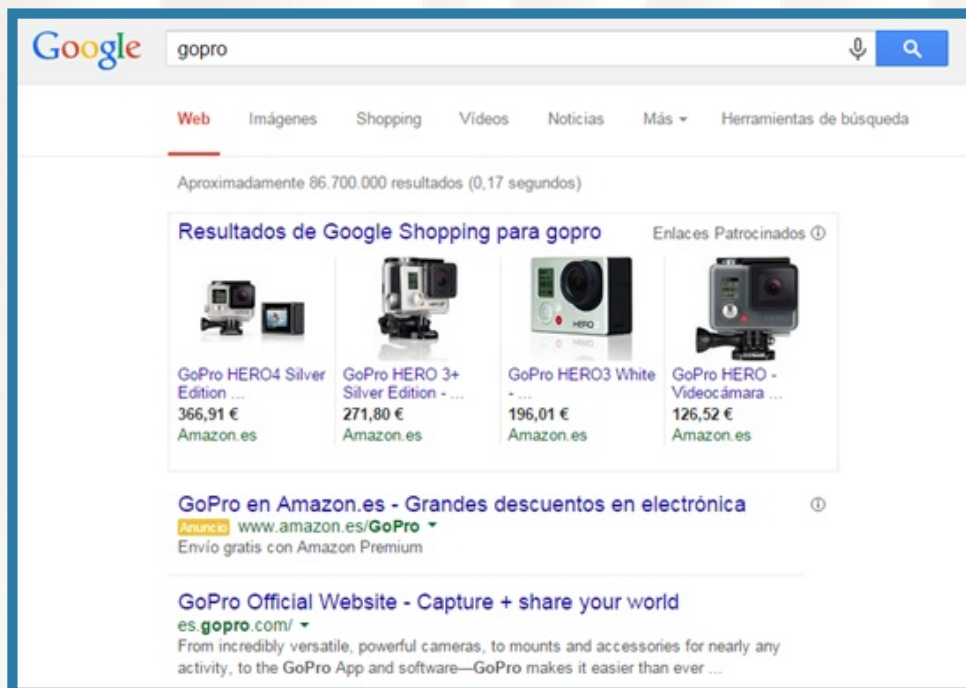 Google
gopro
Web Imágenes Shopping Vídeos Noticias Más Herramientas de búsqueda
Aproximadamente 86.700.000 resultados (0,17 segundos)
Resultados de Google Shopping para gopro Enlaces Patrocinados
HERO
GoPro HERO4 Silver Edition ...
366,91 €
Amazon.es
GoPro HERO 3+ Silver Edition - ...
271,80 €
Amazon.es
GoPro HERO3 White - ...
196,01 €
Amazon.es
GoPro HERO - Videocámara ...
126,52 €
Amazon.es
GoPro en Amazon.es - Grandes descuentos en electrónica
Anuncio www.amazon.es/GoPro
Envío gratis con Amazon Premium
GoPro Official Website - Capture + share your world
es.gopro.com/
From incredibly versatile, powerful cameras, to mounts and accessories for nearly any
activity, to the GoPro App and software—GoPro makes it easier than ever ...